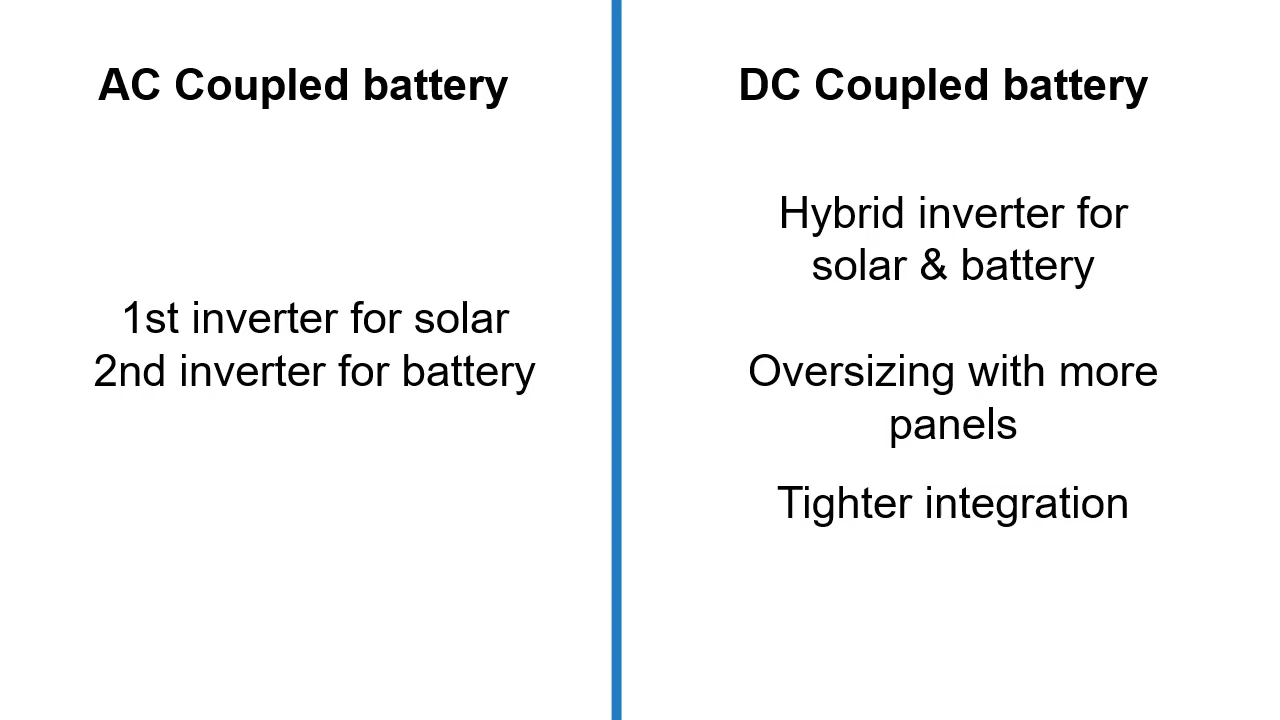 AC Coupled battery
1st inverter for solar
2nd inverter for battery
DC Coupled battery
Hybrid inverter for
solar & battery
Oversizing with more
panels
Tighter integration